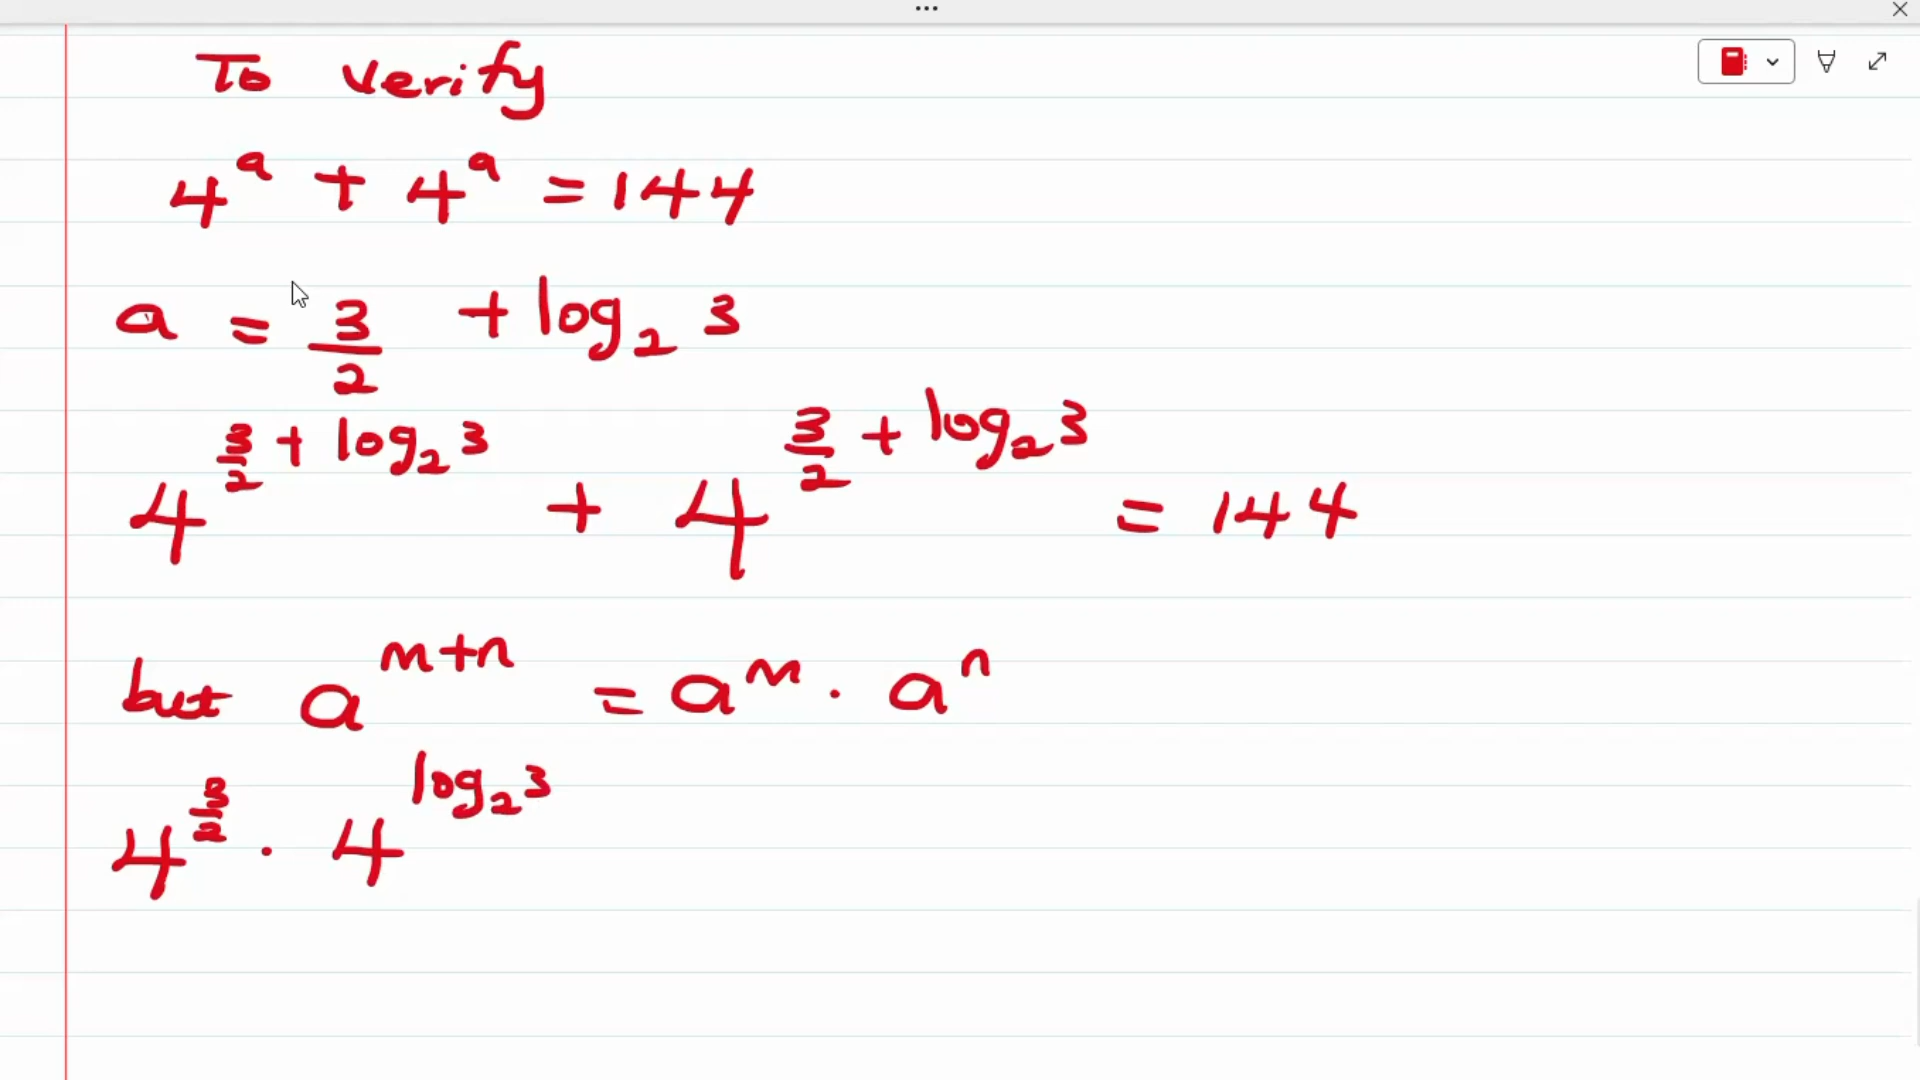 To verify
4^a + 4^a = 144
a = 3/2 + log₂ 3
4^(3/2 + log₂ 3) + 4^(3/2 + log₂ 3) = 144
but a^(m+n) = a^m · a^n
4^(3/2) · 4^(log₂ 3)